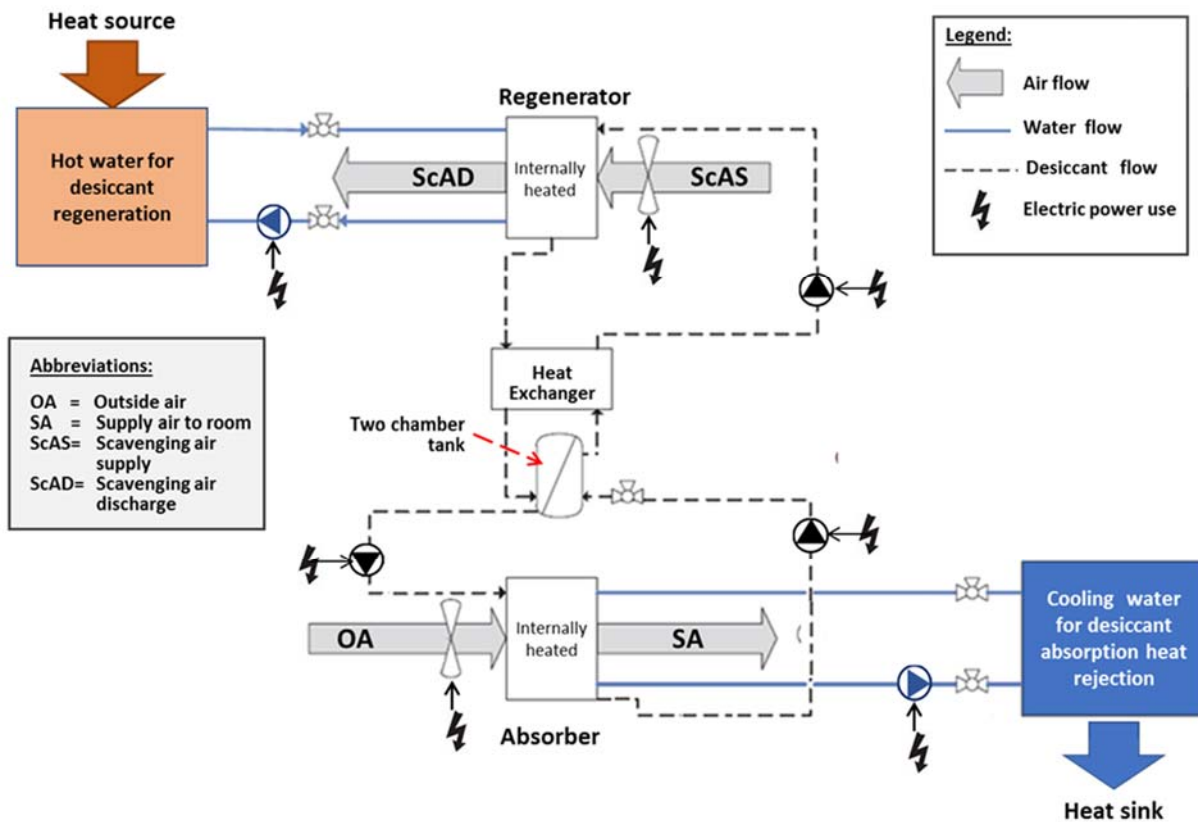 Heat source
Hot water for
desiccant
regeneration
Regenerator
ScAD
Internally
heated
ScAS
Legend:
Air flow
Water flow
Desiccant flow
Electric power use
Abbreviations:
OA = Outside air
SA = Supply air to room
ScAS= Scavenging air
supply
ScAD= Scavenging air
discharge
Heat
Exchanger
Two chamber
tank
OA
Internally
heated
SA
Absorber
Cooling water
for desiccant
absorption heat
rejection
Heat sink